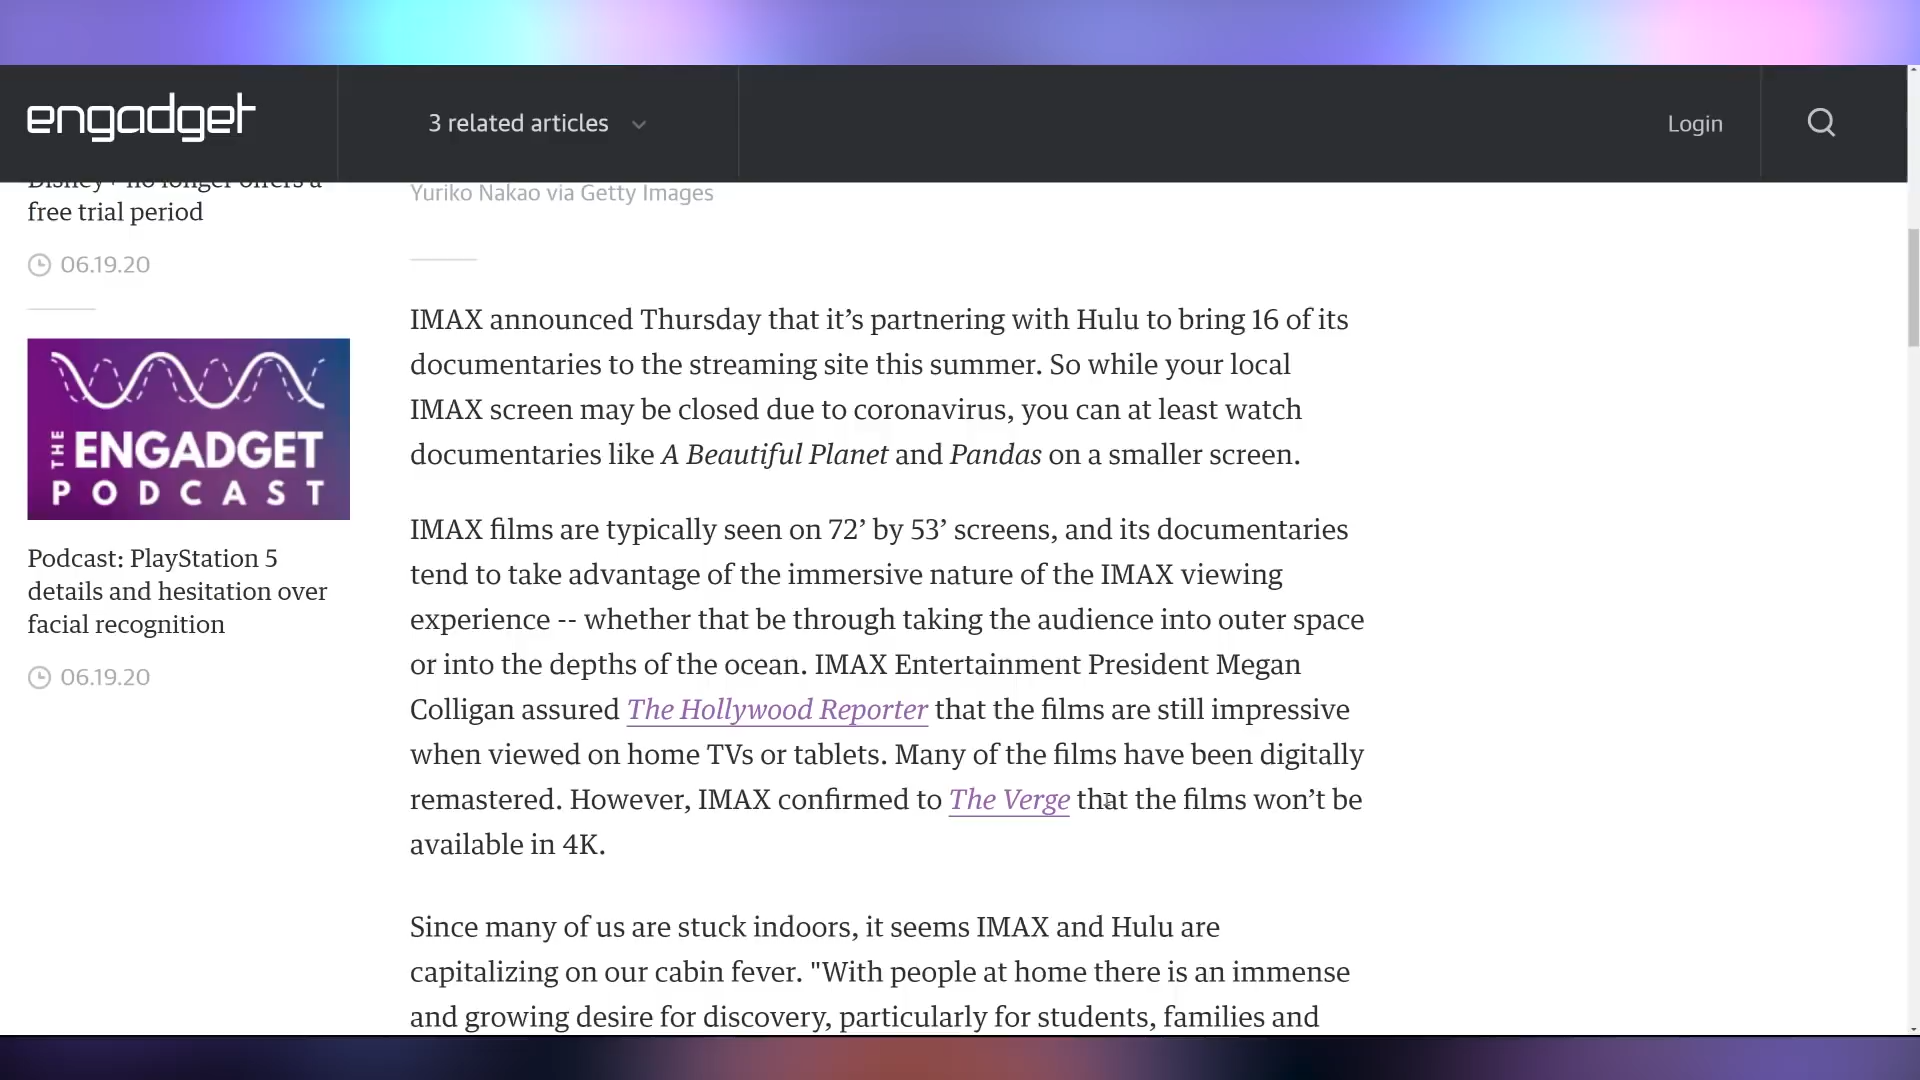 engadget
3 related articles
Login
Disney+ no longer offers a
free trial period
06.19.20
THE ENGADGET
PODCAST
Podcast: PlayStation 5
details and hesitation over
facial recognition
06.19.20
Yuriko Nakao via Getty Images
IMAX announced Thursday that it’s partnering with Hulu to bring 16 of its
documentaries to the streaming site this summer. So while your local
IMAX screen may be closed due to coronavirus, you can at least watch
documentaries like A Beautiful Planet and Pandas on a smaller screen.
IMAX films are typically seen on 72’ by 53’ screens, and its documentaries
tend to take advantage of the immersive nature of the IMAX viewing
experience -- whether that be through taking the audience into outer space
or into the depths of the ocean. IMAX Entertainment President Megan
Colligan assured The Hollywood Reporter that the films are still impressive
when viewed on home TVs or tablets. Many of the films have been digitally
remastered. However, IMAX confirmed to The Verge that the films won’t be
available in 4K.
Since many of us are stuck indoors, it seems IMAX and Hulu are
capitalizing on our cabin fever. "With people at home there is an immense
and growing desire for discovery, particularly for students, families and